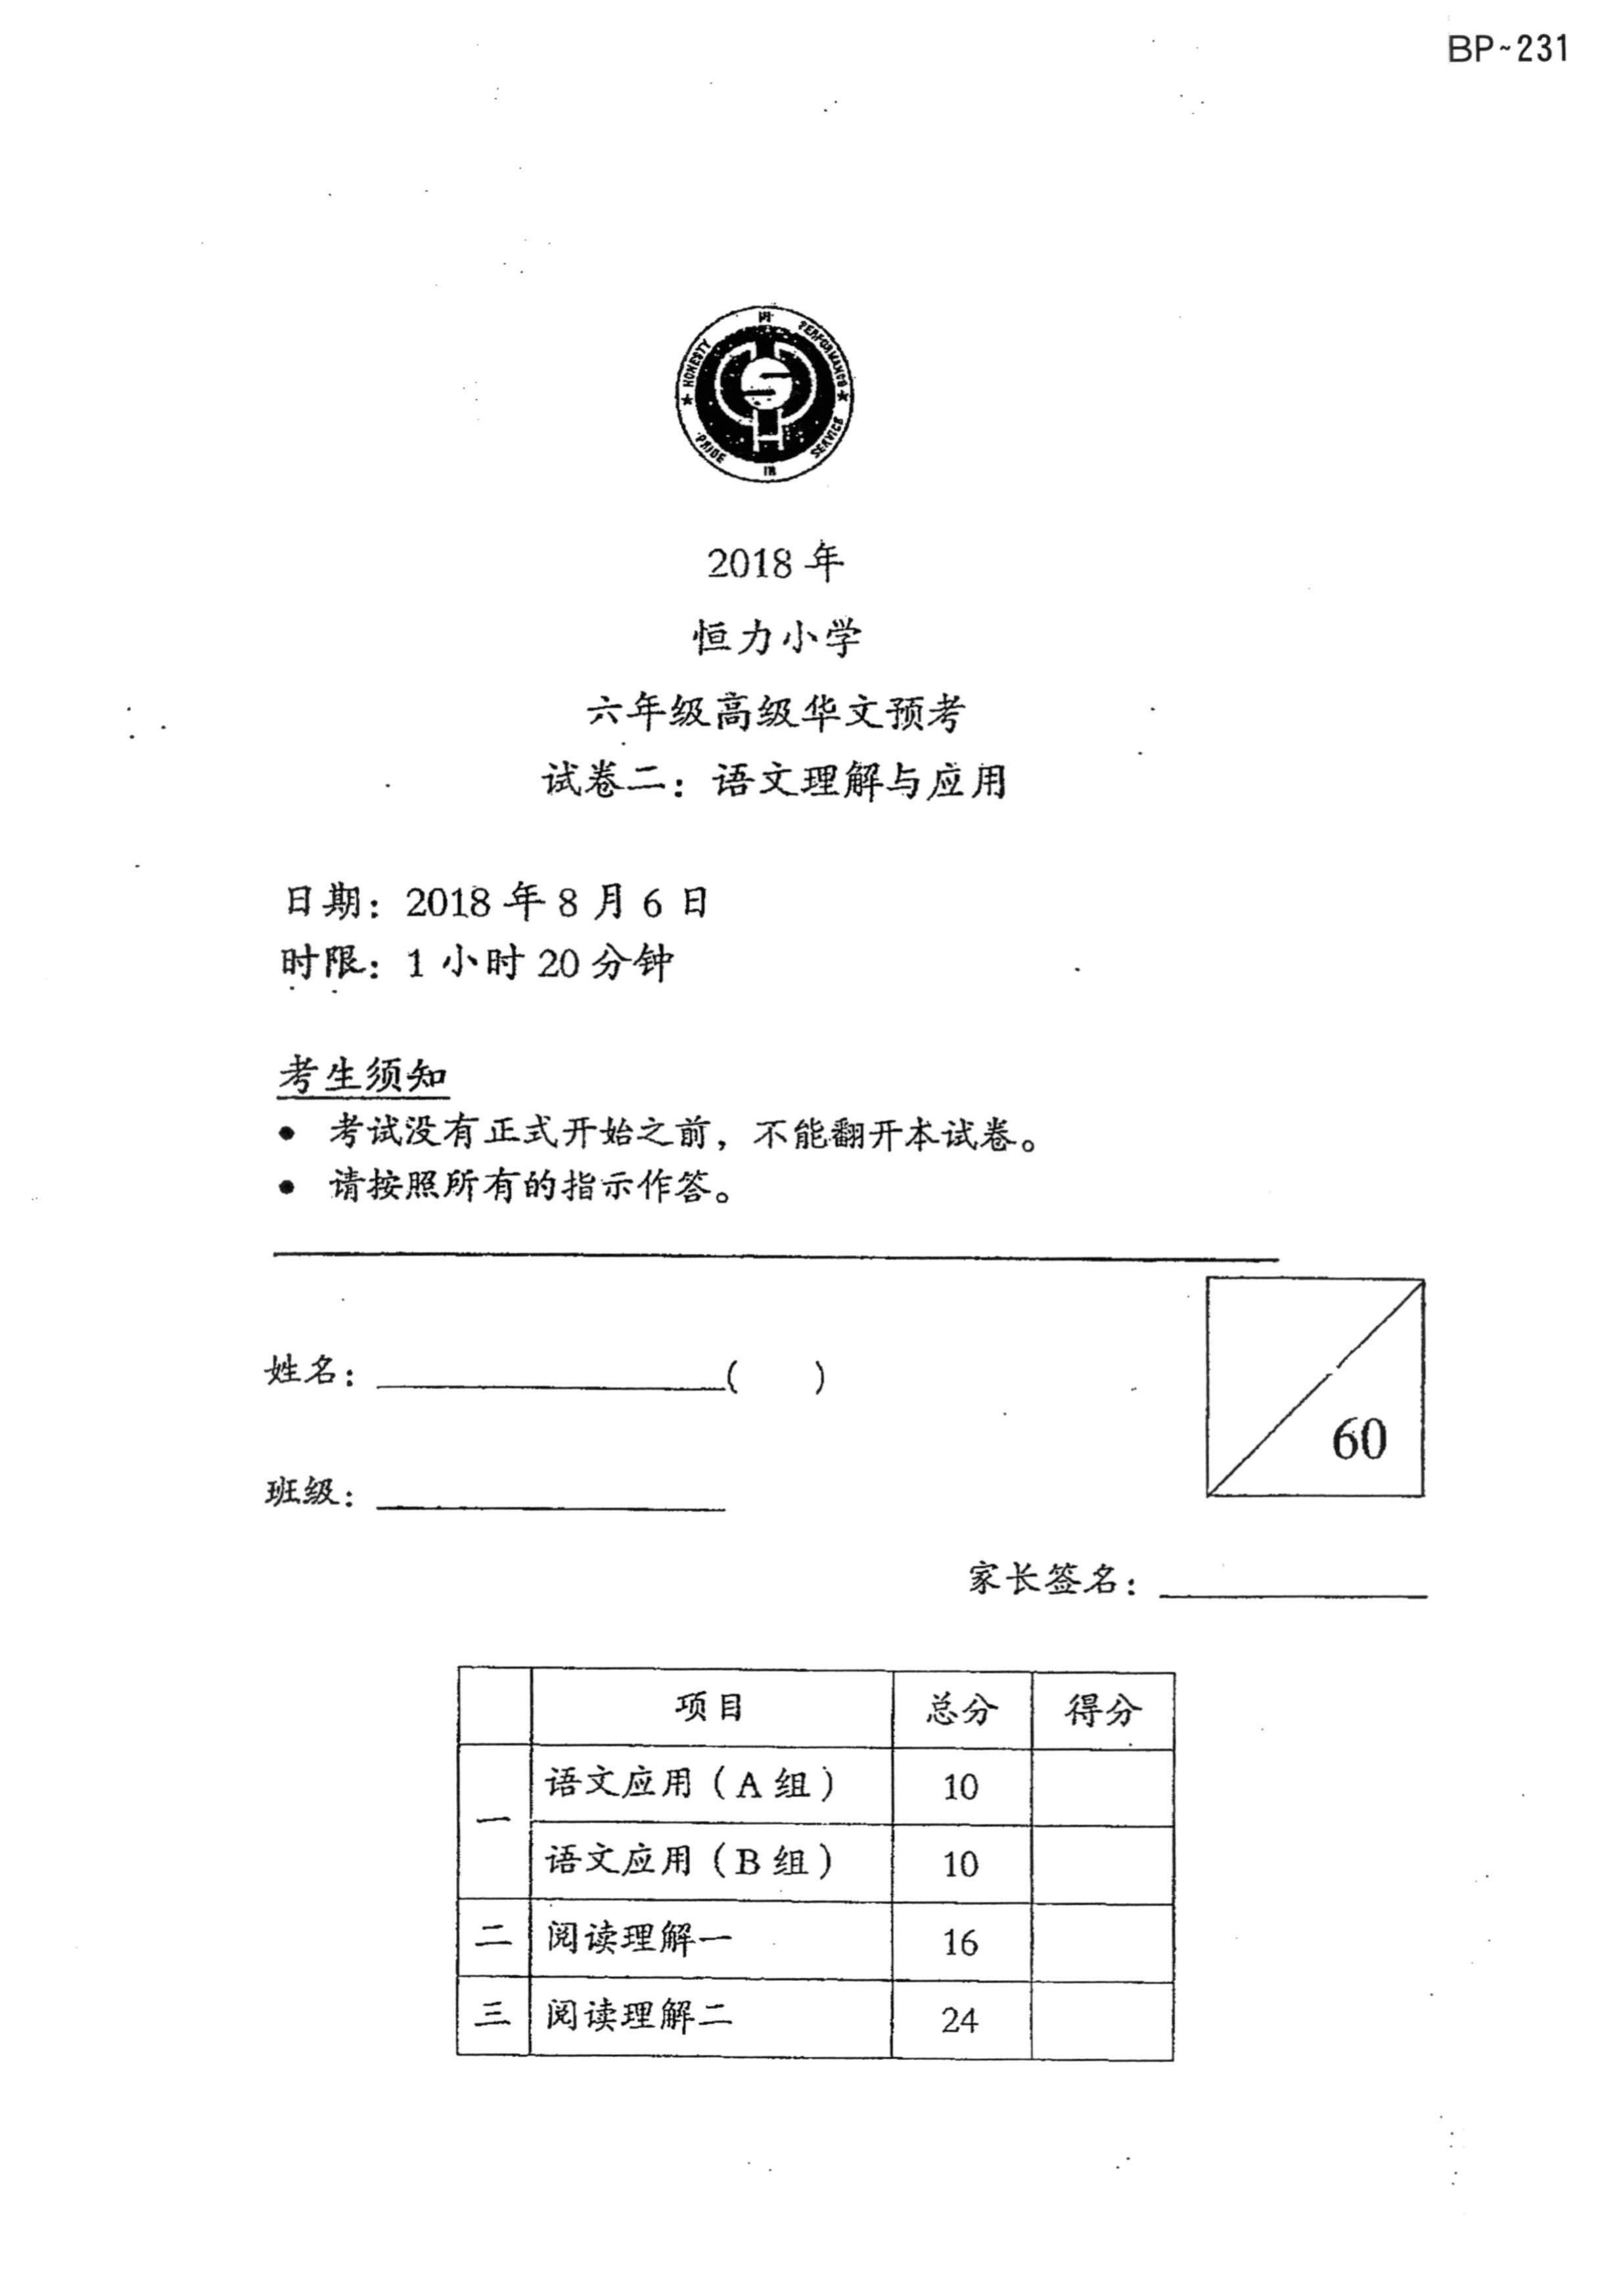 BP~231
HONESTY IN PERFORMANCE
PRIDE IN SERVICE
2018 年
恒力小学
六年级高级华文预考
试卷二：语文理解与应用
日期：2018 年 8 月 6 日
时限：1 小时 20 分钟
考生须知
• 考试没有正式开始之前，不能翻开本试卷。
• 请按照所有的指示作答。
姓名：____________( )
60
班级：____________
家长签名：____________
项目 总分 得分
一 语文应用（A 组） 10
语文应用（B 组） 10
二 阅读理解一 16
三 阅读理解二 24